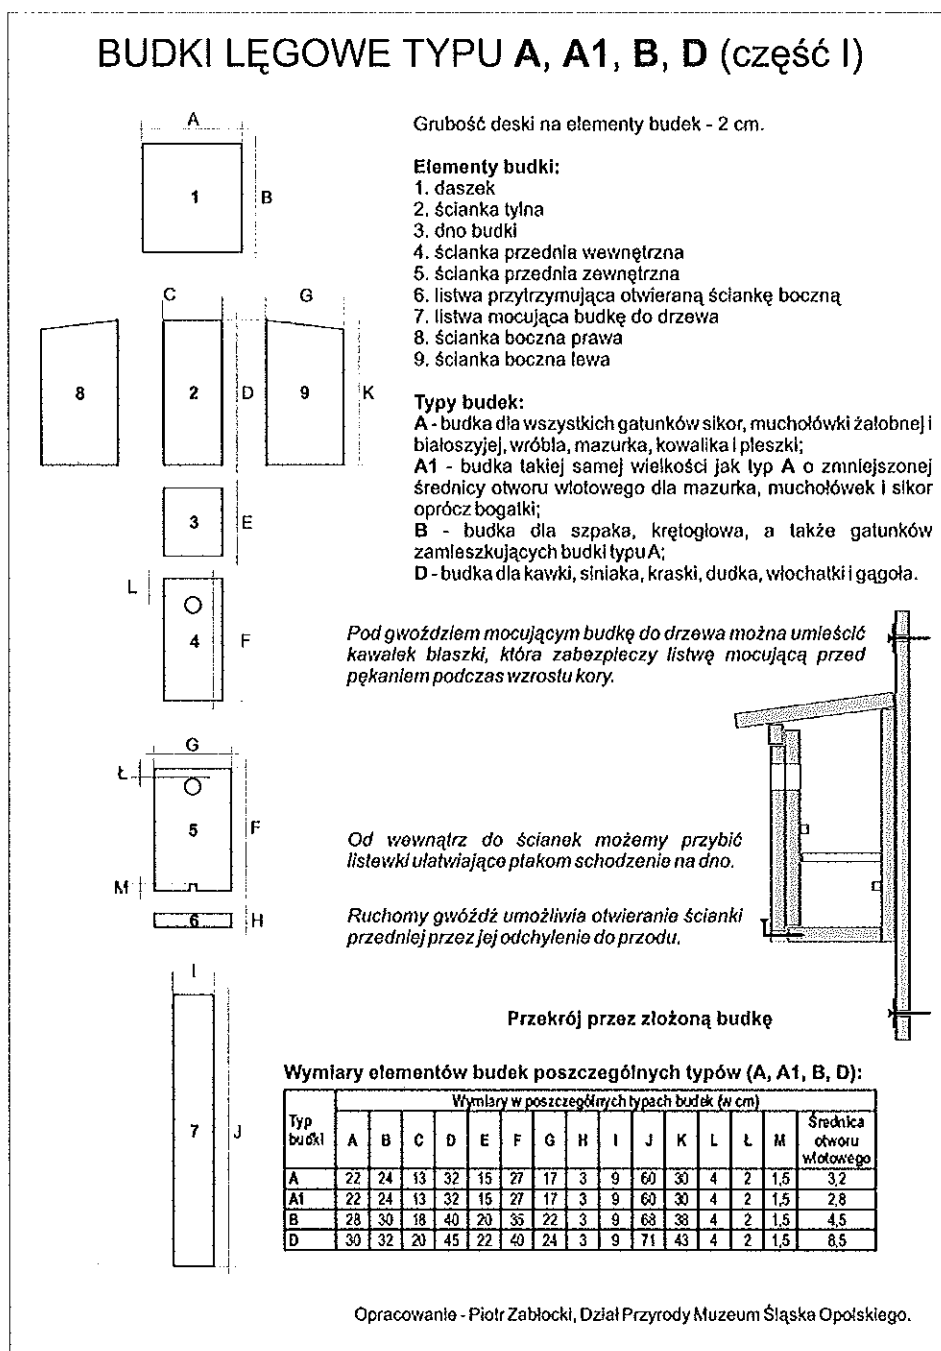 BUDKI LĘGOWE TYPU A, A1, B, D (część I)
Grubość deski na elementy budek - 2 cm.
Elementy budki:
1. daszek
2. ścianka tylna
3. dno budki
4. ścianka przednia wewnętrzna
5. ścianka przednia zewnętrzna
6. listwa przytrzymująca otwieraną ściankę boczną
7. listwa mocująca budkę do drzewa
8. ścianka boczna prawa
9. ścianka boczna lewa
Typy budek:
A - budka dla wszystkich gatunków sikor, muchołówki żałobnej i
białoszyjej, wróbla, mazurka, kowalika i pleszki;
A1 - budka takiej samej wielkości jak typ A o zmniejszonej
średnicy otworu wlotowego dla mazurka, muchołówek i sikor
oprócz bogatki;
B - budka dla szpaka, krętogłowa, a także gatunków
zamieszkujących budki typu A;
D - budka dla kawki, siniaka, kraski, dudka, włochatki i gągoła.
A
1
B
C
G
8
2
D
9
K
3
E
L
4
F
G
Ł
5
F
M
6
H
I
7
J
Pod gwoździem mocującym budkę do drzewa można umieścić
kawałek blaszki, która zabezpieczy listwę mocującą przed
pękaniem podczas wzrostu kory.
Od wewnątrz do ścianek możemy przybić
listewki ułatwiające ptakom schodzenie na dno.
Ruchomy gwóźdź umożliwia otwieranie ścianki
przedniej przez jej odchylenie do przodu.
Przekrój przez złożoną budkę
Wymiary elementów budek poszczególnych typów (A, A1, B, D):
Wymiary w poszczególnych typach budek (w cm)
Typ budki A B C D E F G H I J K L Ł M Średnica otworu wlotowego
A 22 24 13 32 15 27 17 3 9 60 30 4 2 1,5 3,2
A1 22 24 13 32 15 27 17 3 9 60 30 4 2 1,5 2,8
B 28 30 18 40 20 35 22 3 9 68 38 4 2 1,5 4,5
D 30 32 20 45 22 40 24 3 9 71 43 4 2 1,5 8,5
Opracowanie - Piotr Zabłocki, Dział Przyrody Muzeum Śląska Opolskiego.